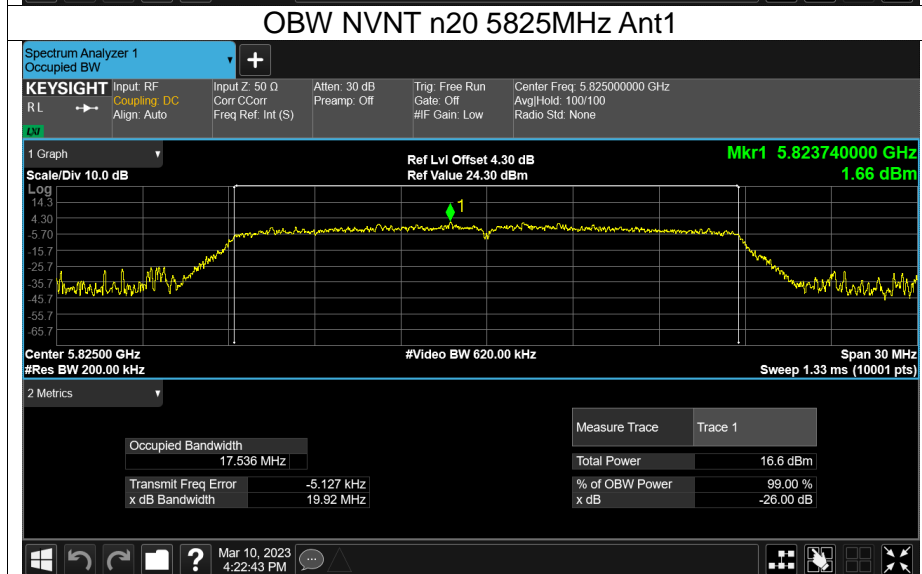 OBW NVNT n20 5825MHz Ant1
Spectrum Analyzer 1
Occupied BW
+
KEYSIGHT
R L
LXI
Input: RF
Coupling: DC
Align: Auto
Input Z: 50 Ω
Corr CCorr
Freq Ref: Int (S)
Atten: 30 dB
Preamp: Off
Trig: Free Run
Gate: Off
#IF Gain: Low
Center Freq: 5.825000000 GHz
Avg|Hold: 100/100
Radio Std: None
1 Graph
Scale/Div 10.0 dB
Ref Lvl Offset 4.30 dB
Ref Value 24.30 dBm
Mkr1 5.823740000 GHz
1.66 dBm
Log
14.3
4.30
-5.70
-15.7
-25.7
-35.7
-45.7
-55.7
-65.7
1
Center 5.82500 GHz
#Res BW 200.00 kHz
#Video BW 620.00 kHz
Span 30 MHz
Sweep 1.33 ms (10001 pts)
2 Metrics
Occupied Bandwidth
17.536 MHz
Transmit Freq Error -5.127 kHz
x dB Bandwidth 19.92 MHz
Measure Trace Trace 1
Total Power 16.6 dBm
% of OBW Power 99.00 %
x dB -26.00 dB
?
Mar 10, 2023
4:22:43 PM